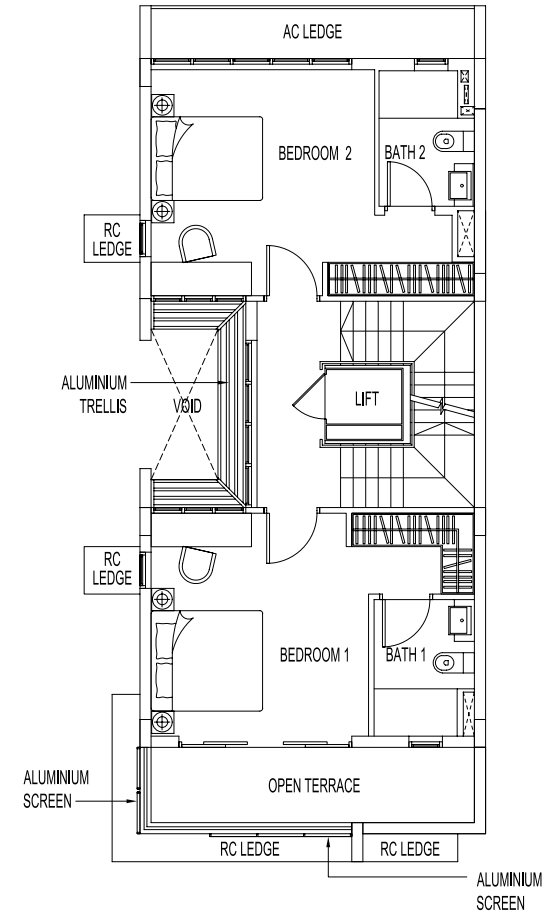 AC LEDGE
BEDROOM 2
BATH 2
RC
LEDGE
ALUMINIUM
TRELLIS
VOID
LIFT
RC
LEDGE
BEDROOM 1
BATH 1
ALUMINIUM
SCREEN
OPEN TERRACE
RC LEDGE
RC LEDGE
ALUMINIUM
SCREEN